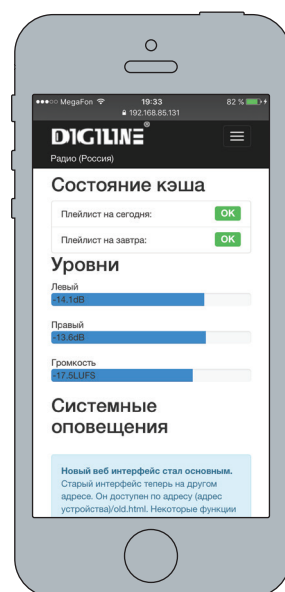 MegaFon 19:33 82 %
192.168.85.131
DIGILINE®
Радио (Россия)
Состояние кэша
Плейлист на сегодня: OK
Плейлист на завтра: OK
Уровни
Левый
-14.1dB
Правый
-13.6dB
Громкость
-17.5LUFS
Системные
оповещения
Новый веб интерфейс стал основным.
Старый интерфейс теперь на другом
адресе. Он доступен по адресу (адрес
устройства)/old.html. Некоторые функции